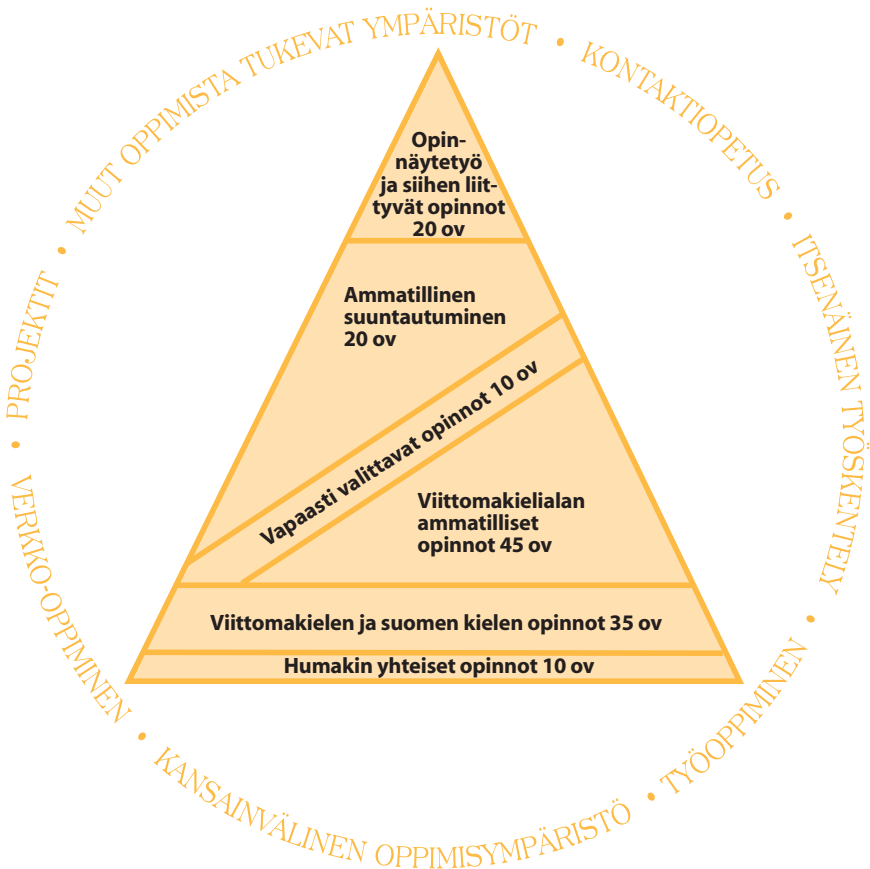 MUUT OPPIMISTA TUKEVAT YMPÄRISTÖT • KONTAKTIOPETUS • ITSENÄINEN TYÖSKENTELY • TYÖOPPIMINEN • KANSAINVÄLINEN OPPIMISYMPÄRISTÖ • VERKKO-OPPIMINEN • PROJEKTIT •
Opin-
näytetyö
ja siihen liit-
tyvät opinnot
20 ov
Ammatillinen
suuntautuminen
20 ov
Vapaasti valittavat opinnot 10 ov
Viittomakielialan
ammatilliset
opinnot 45 ov
Viittomakielen ja suomen kielen opinnot 35 ov
Humakin yhteiset opinnot 10 ov